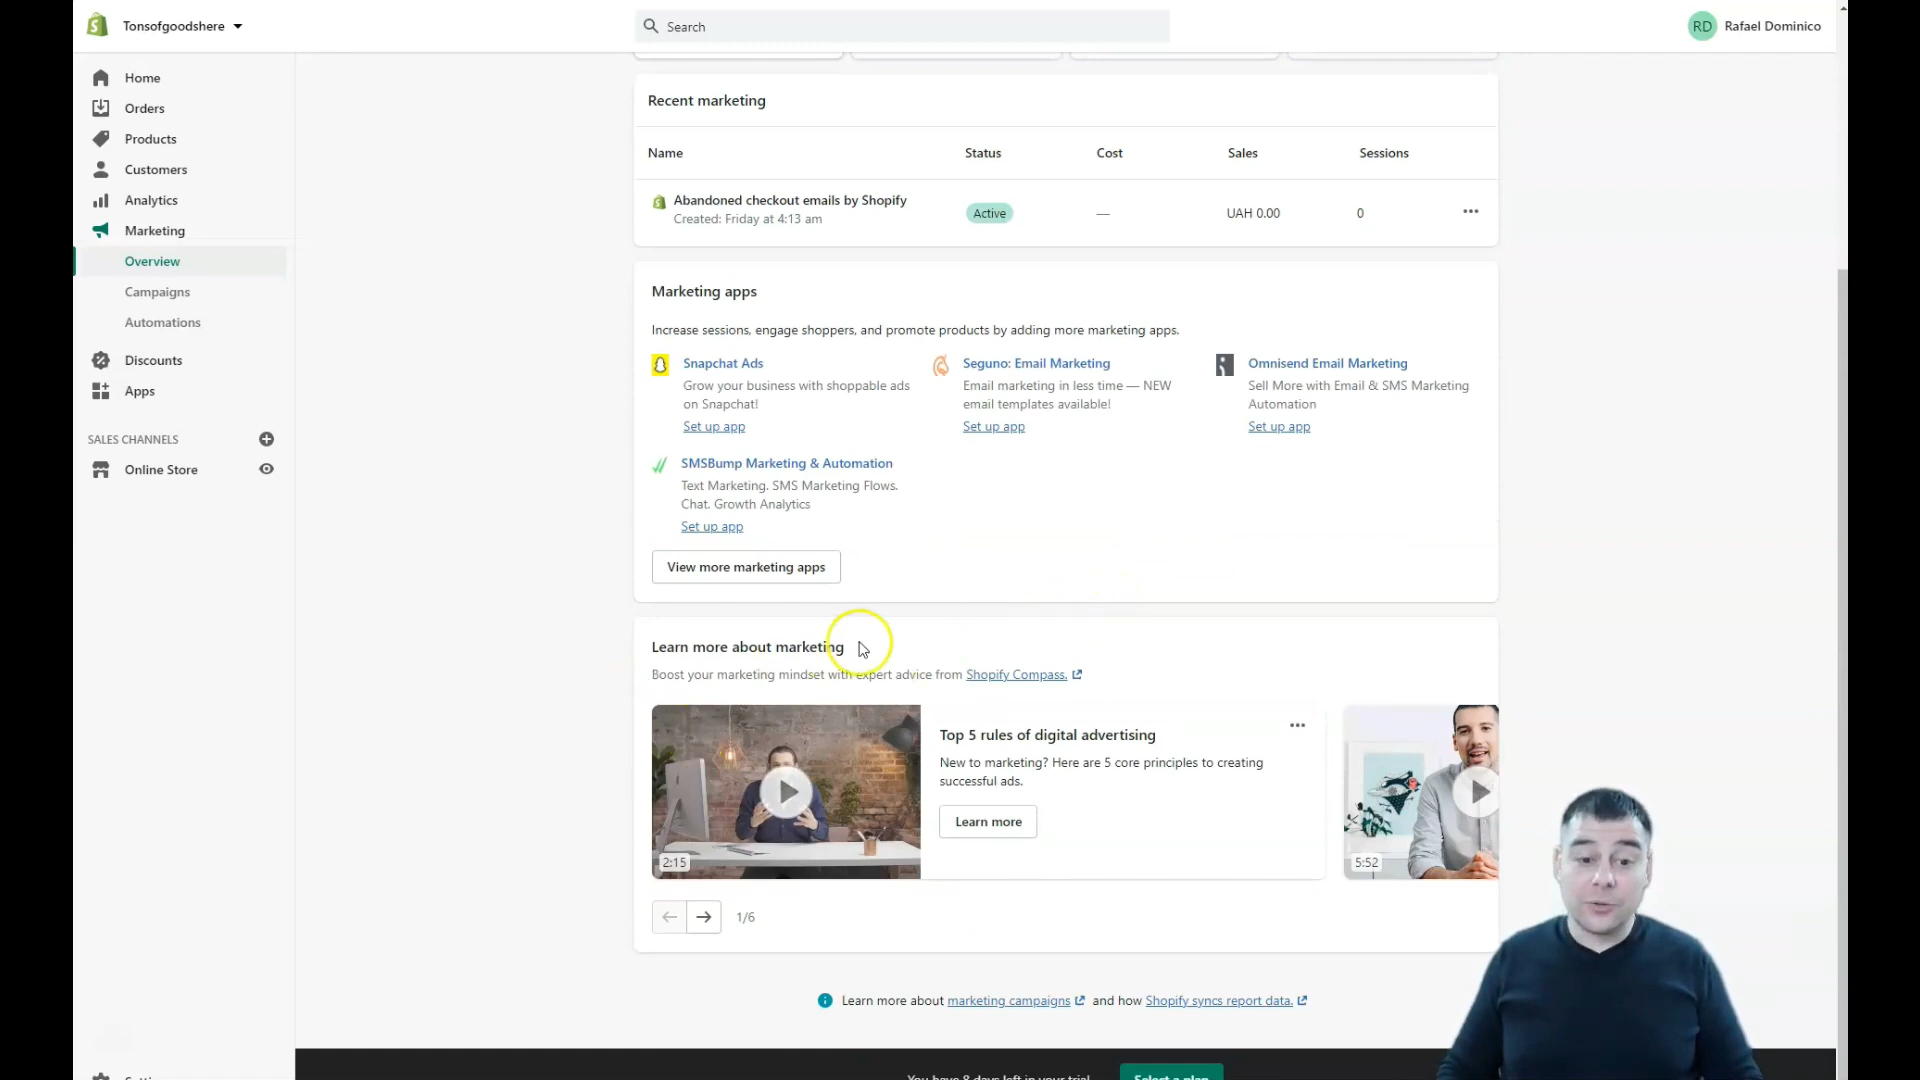 Tonsofgoodshere
Search
RD Rafael Dominico
Home
Orders
Products
Customers
Analytics
Marketing
Overview
Campaigns
Automations
Discounts
Apps
SALES CHANNELS
Online Store
Recent marketing
Name Status Cost Sales Sessions
Abandoned checkout emails by Shopify
Created: Friday at 4:13 am
Active — UAH 0.00 0
Marketing apps
Increase sessions, engage shoppers, and promote products by adding more marketing apps.
Snapchat Ads
Grow your business with shoppable ads
on Snapchat!
Set up app
Seguno: Email Marketing
Email marketing in less time — NEW
email templates available!
Set up app
Omnisend Email Marketing
Sell More with Email & SMS Marketing
Automation
Set up app
SMSBump Marketing & Automation
Text Marketing. SMS Marketing Flows.
Chat. Growth Analytics
Set up app
View more marketing apps
Learn more about marketing
Boost your marketing mindset with expert advice from Shopify Compass.
2:15
Top 5 rules of digital advertising
New to marketing? Here are 5 core principles to creating
successful ads.
Learn more
5:52
1/6
Learn more about marketing campaigns and how Shopify syncs report data.
You have 8 days left in your trial
Select a plan